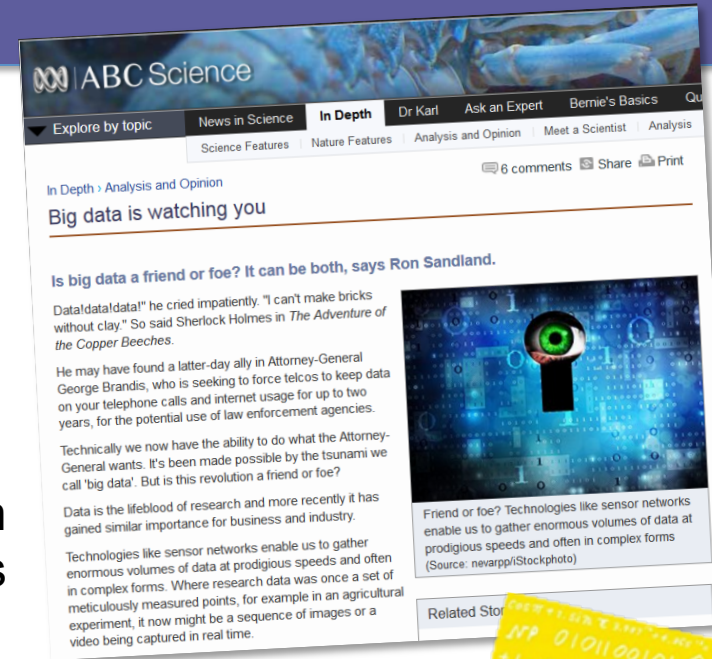 ABC Science
Explore by topic
News in Science
In Depth
Dr Karl
Ask an Expert
Bernie's Basics
Qu
Science Features
Nature Features
Analysis and Opinion
Meet a Scientist
Analysis
6 comments
Share
Print
In Depth › Analysis and Opinion
Big data is watching you
Is big data a friend or foe? It can be both, says Ron Sandland.
Data!data!data!" he cried impatiently. "I can't make bricks
without clay." So said Sherlock Holmes in The Adventure of
the Copper Beeches.
He may have found a latter-day ally in Attorney-General
George Brandis, who is seeking to force telcos to keep data
on your telephone calls and internet usage for up to two
years, for the potential use of law enforcement agencies.
Technically we now have the ability to do what the Attorney-
General wants. It's been made possible by the tsunami we
call 'big data'. But is this revolution a friend or foe?
Data is the lifeblood of research and more recently it has
gained similar importance for business and industry.
Technologies like sensor networks enable us to gather
enormous volumes of data at prodigious speeds and often
in complex forms. Where research data was once a set of
meticulously measured points, for example in an agricultural
experiment, it now might be a sequence of images or a
video being captured in real time.
Friend or foe? Technologies like sensor networks
enable us to gather enormous volumes of data at
prodigious speeds and often in complex forms
(Source: nevarpp/iStockphoto)
Related Sto